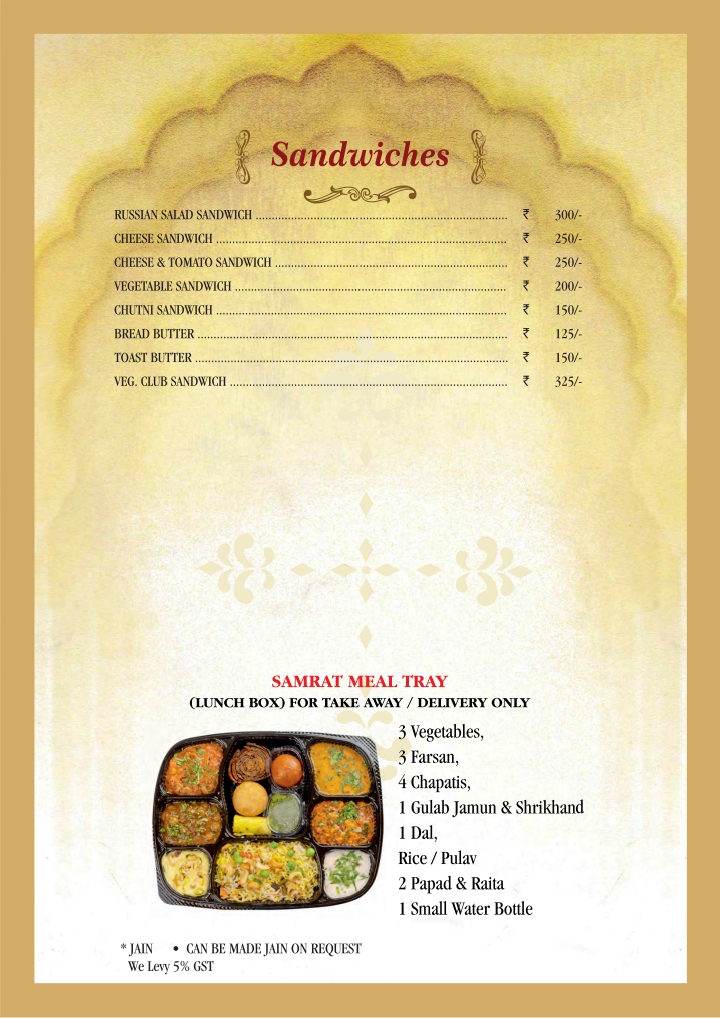 Sandwiches
RUSSIAN SALAD SANDWICH ........ ₹ 300/-
CHEESE SANDWICH ........ ₹ 250/-
CHEESE & TOMATO SANDWICH ........ ₹ 250/-
VEGETABLE SANDWICH ........ ₹ 200/-
CHUTNI SANDWICH ........ ₹ 150/-
BREAD BUTTER ........ ₹ 125/-
TOAST BUTTER ........ ₹ 150/-
VEG. CLUB SANDWICH ........ ₹ 325/-
SAMRAT MEAL TRAY
(LUNCH BOX) FOR TAKE AWAY / DELIVERY ONLY
3 Vegetables,
3 Farsan,
4 Chapatis,
1 Gulab Jamun & Shrikhand
1 Dal,
Rice / Pulav
2 Papad & Raita
1 Small Water Bottle
* JAIN • CAN BE MADE JAIN ON REQUEST
We Levy 5% GST